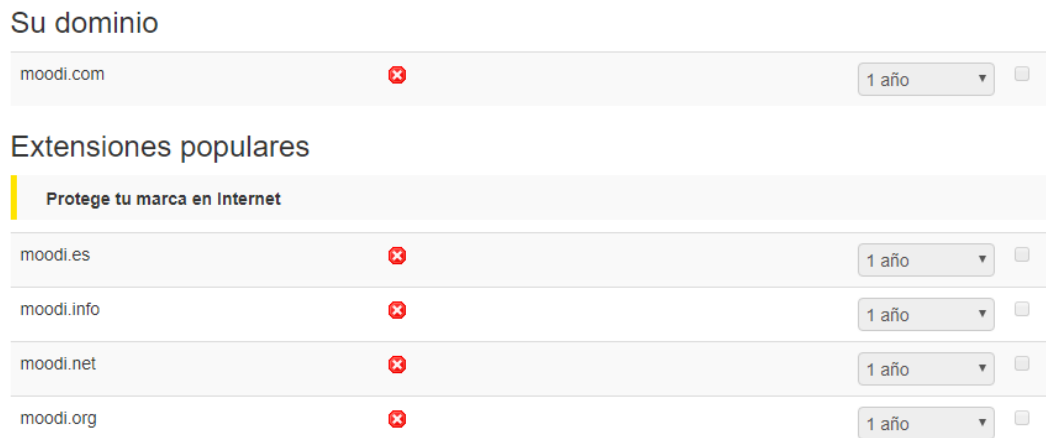 Su dominio
moodi.com 1 año
Extensiones populares
Protege tu marca en Internet
moodi.es 1 año
moodi.info 1 año
moodi.net 1 año
moodi.org 1 año